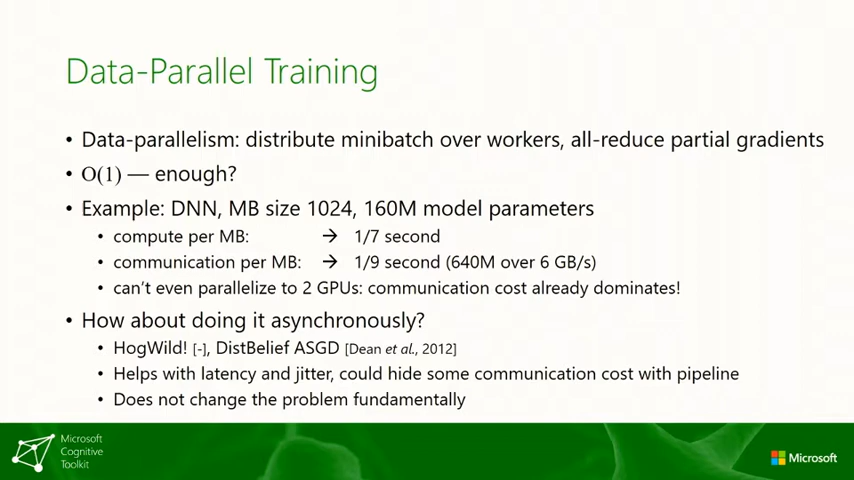 Data-Parallel Training
• Data-parallelism: distribute minibatch over workers, all-reduce partial gradients
• O(1) — enough?
• Example: DNN, MB size 1024, 160M model parameters
• compute per MB: → 1/7 second
• communication per MB: → 1/9 second (640M over 6 GB/s)
• can't even parallelize to 2 GPUs: communication cost already dominates!
• How about doing it asynchronously?
• HogWild! [-], DistBelief ASGD [Dean et al., 2012]
• Helps with latency and jitter, could hide some communication cost with pipeline
• Does not change the problem fundamentally
Microsoft
Cognitive
Toolkit
Microsoft